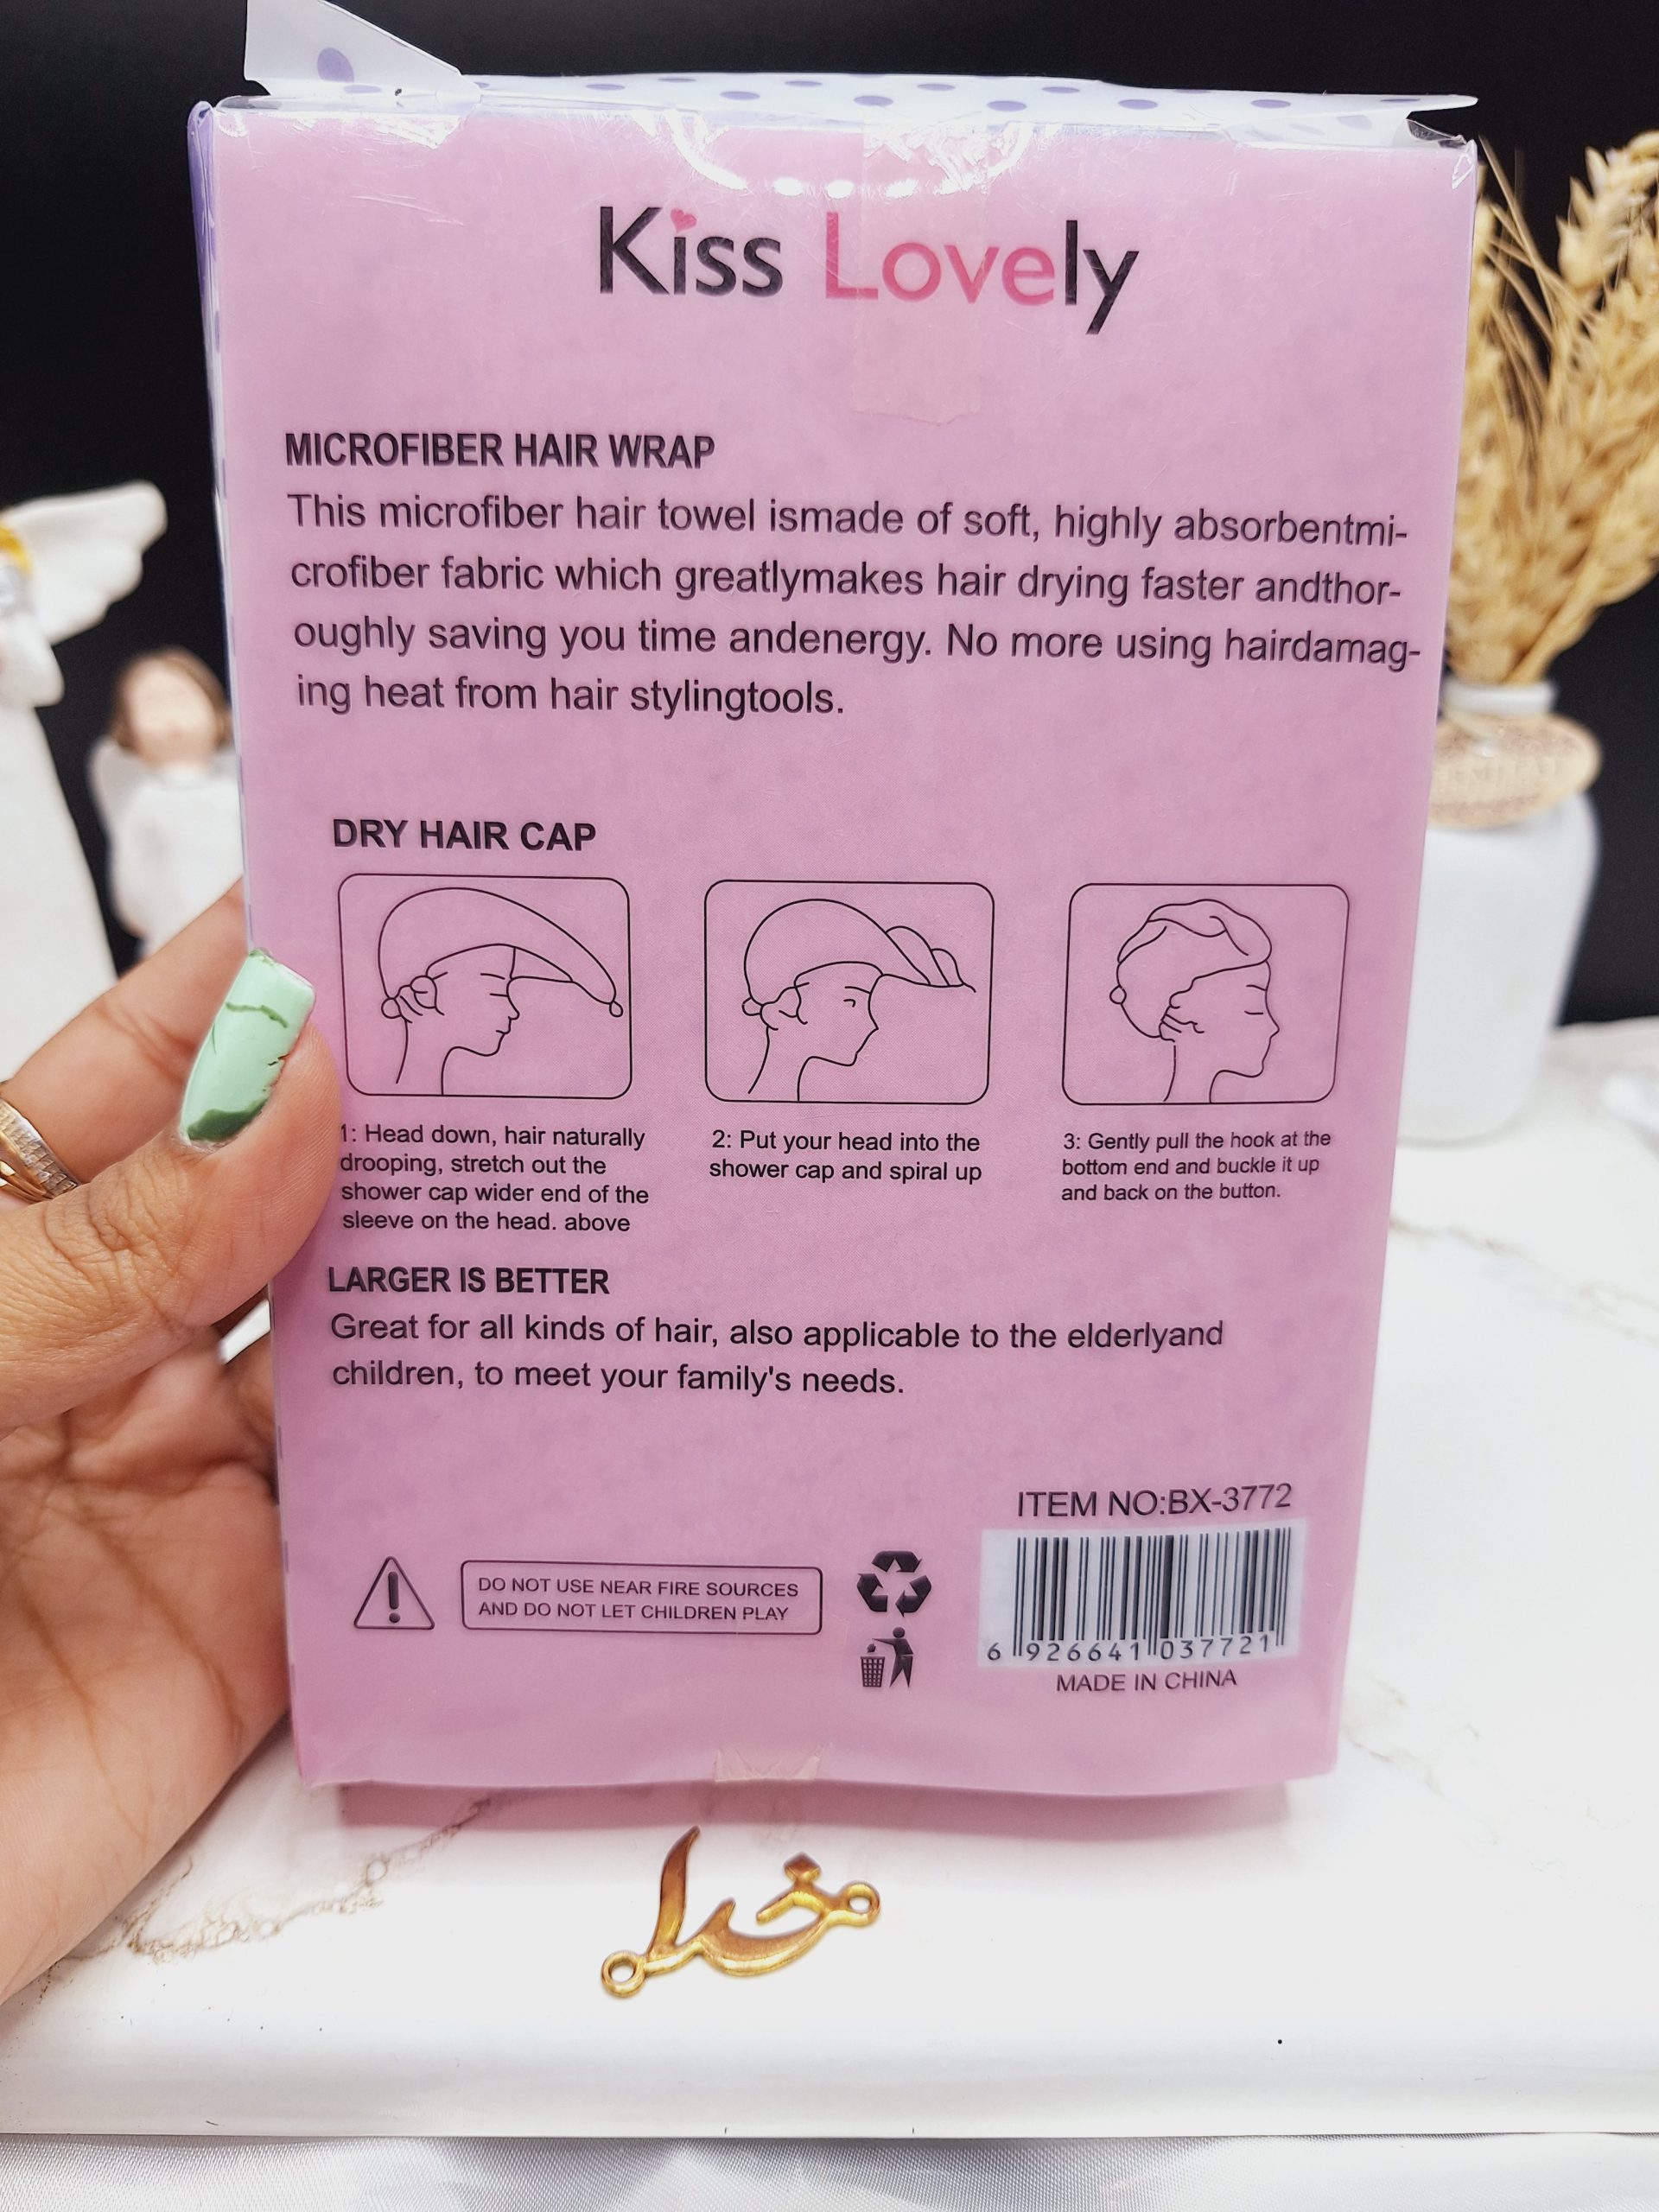 Kiss Lovely
MICROFIBER HAIR WRAP
This microfiber hair towel ismade of soft, highly absorbentmi-
crofiber fabric which greatlymakes hair drying faster andthor-
oughly saving you time andenergy. No more using hairdamag-
ing heat from hair stylingtools.
DRY HAIR CAP
1: Head down, hair naturally
drooping, stretch out the
shower cap wider end of the
sleeve on the head. above
2: Put your head into the
shower cap and spiral up
3: Gently pull the hook at the
bottom end and buckle it up
and back on the button.
LARGER IS BETTER
Great for all kinds of hair, also applicable to the elderlyand
children, to meet your family's needs.
ITEM NO:BX-3772
DO NOT USE NEAR FIRE SOURCES
AND DO NOT LET CHILDREN PLAY
6 926641 037721
MADE IN CHINA
خدا